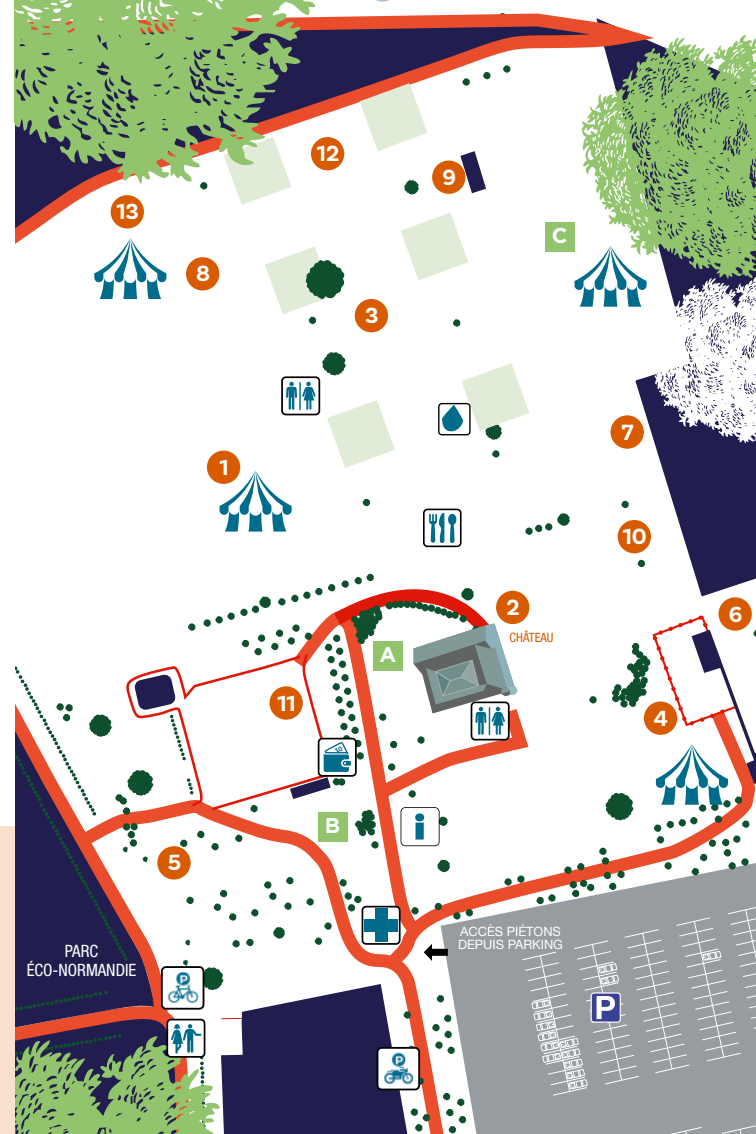 12
9
13
C
8
3
7
1
10
2
CHÂTEAU
6
A
11
4
10
B
i
5
ACCÈS PIÉTONS
DEPUIS PARKING
PARC
ÉCO-NORMANDIE
P
P
P